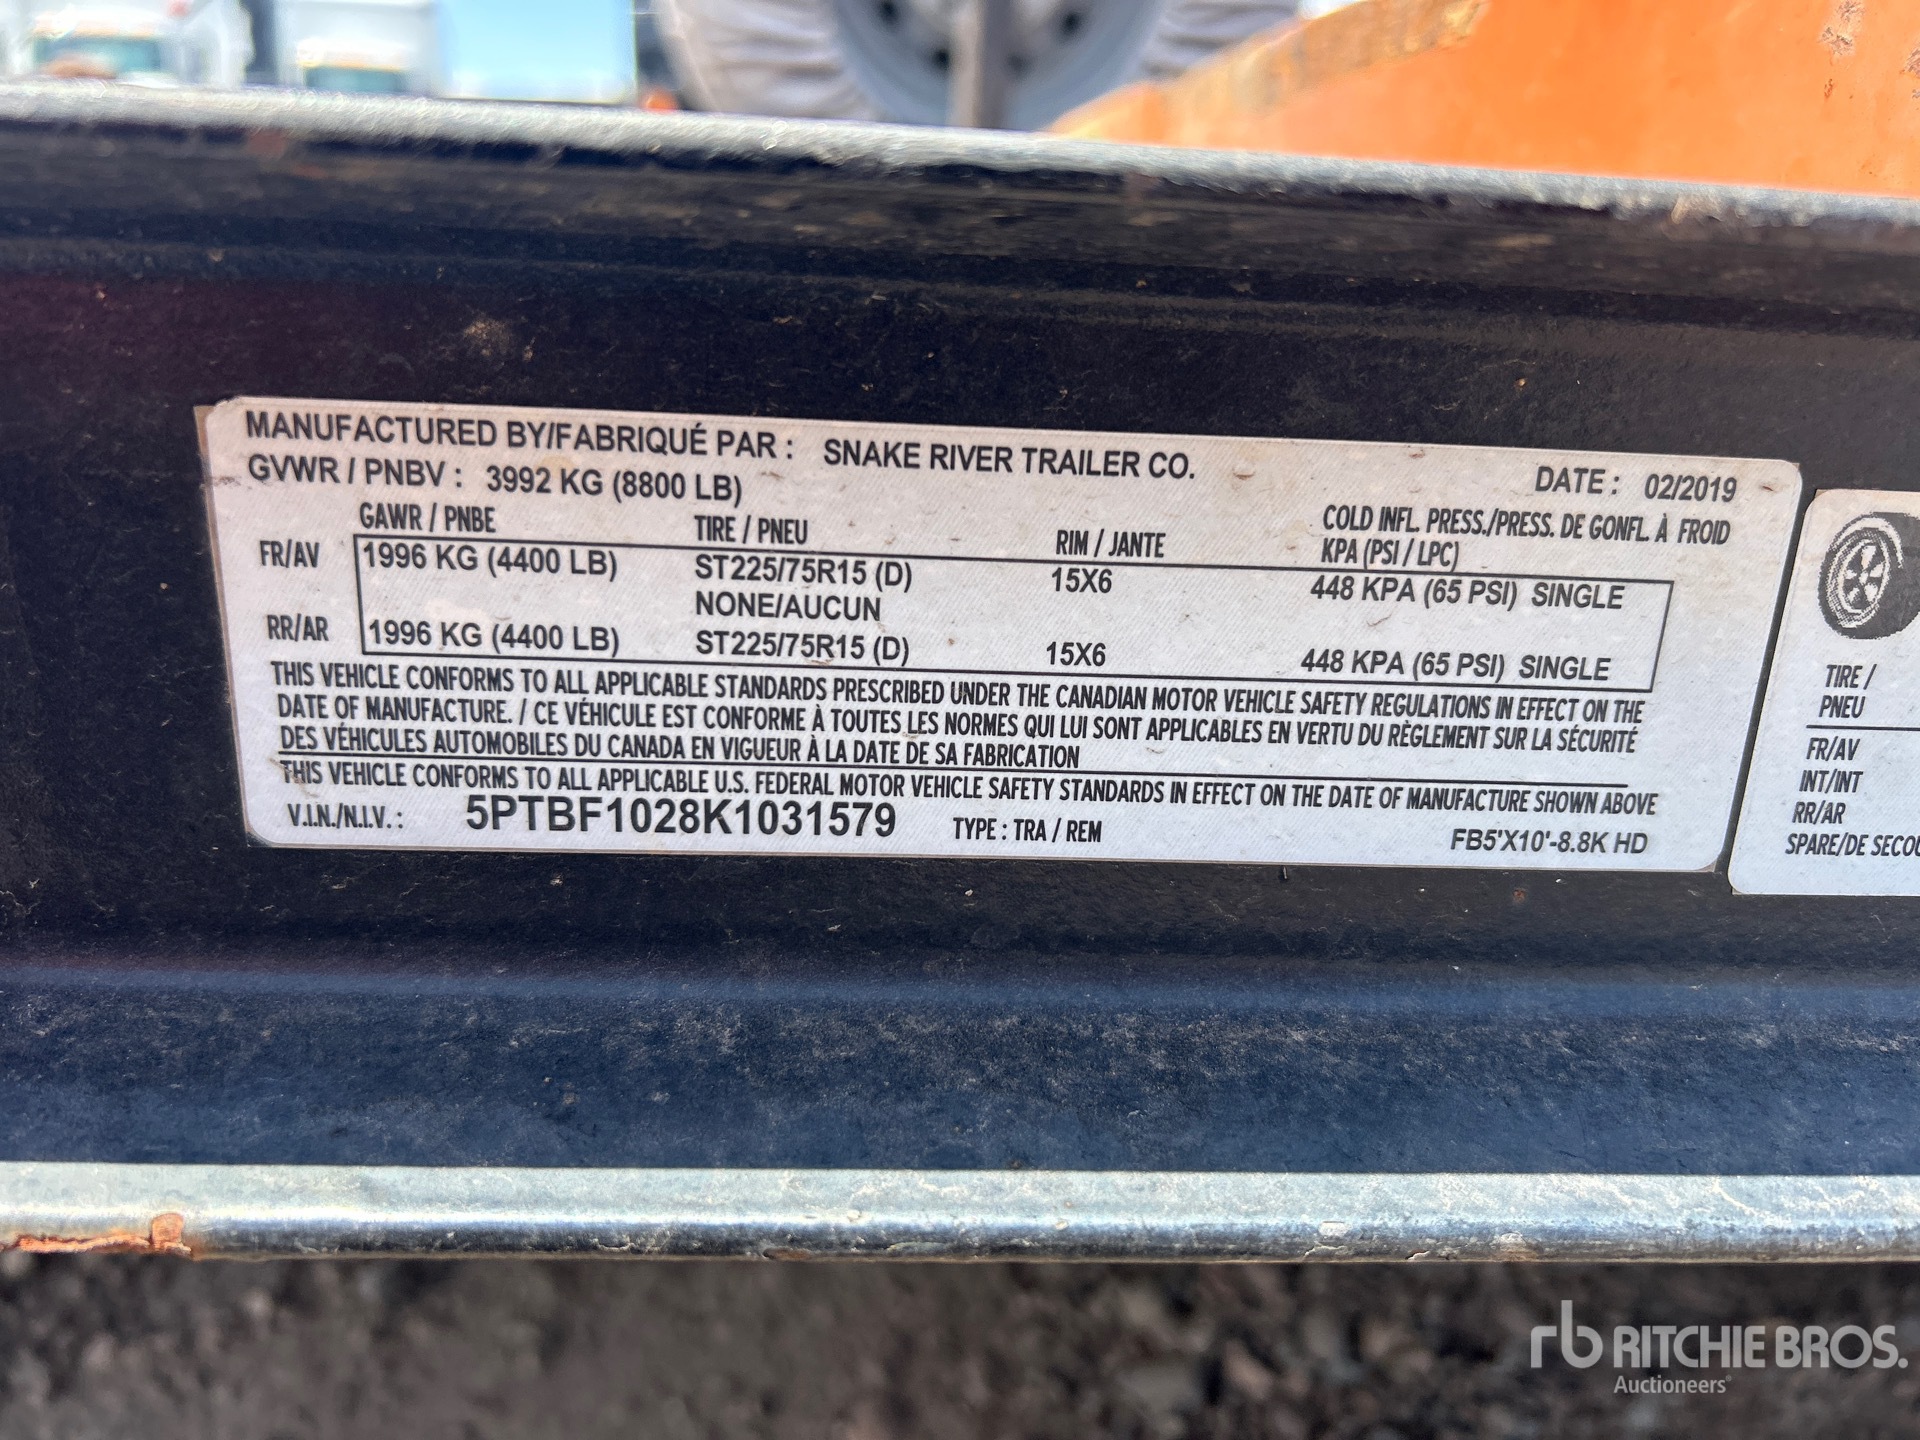 MANUFACTURED BY/FABRIQUÉ PAR : SNAKE RIVER TRAILER CO.
GVWR / PNBV : 3992 KG (8800 LB) DATE : 02/2019
GAWR / PNBE TIRE / PNEU RIM / JANTE COLD INFL. PRESS./PRESS. DE GONFL. À FROID
KPA (PSI / LPC)
FR/AV 1996 KG (4400 LB) ST225/75R15 (D) 15X6 448 KPA (65 PSI) SINGLE
NONE/AUCUN
RR/AR 1996 KG (4400 LB) ST225/75R15 (D) 15X6 448 KPA (65 PSI) SINGLE
THIS VEHICLE CONFORMS TO ALL APPLICABLE STANDARDS PRESCRIBED UNDER THE CANADIAN MOTOR VEHICLE SAFETY REGULATIONS IN EFFECT ON THE
DATE OF MANUFACTURE. / CE VÉHICULE EST CONFORME À TOUTES LES NORMES QUI LUI SONT APPLICABLES EN VERTU DU RÈGLEMENT SUR LA SÉCURITÉ
DES VÉHICULES AUTOMOBILES DU CANADA EN VIGUEUR À LA DATE DE SA FABRICATION
THIS VEHICLE CONFORMS TO ALL APPLICABLE U.S. FEDERAL MOTOR VEHICLE SAFETY STANDARDS IN EFFECT ON THE DATE OF MANUFACTURE SHOWN ABOVE
V.I.N./N.I.V. : 5PTBF1028K1031579 TYPE : TRA / REM FB5'X10'-8.8K HD
TIRE /
PNEU
FR/AV
INT/INT
RR/AR
SPARE/DE SECOU
rb RITCHIE BROS.
Auctioneers